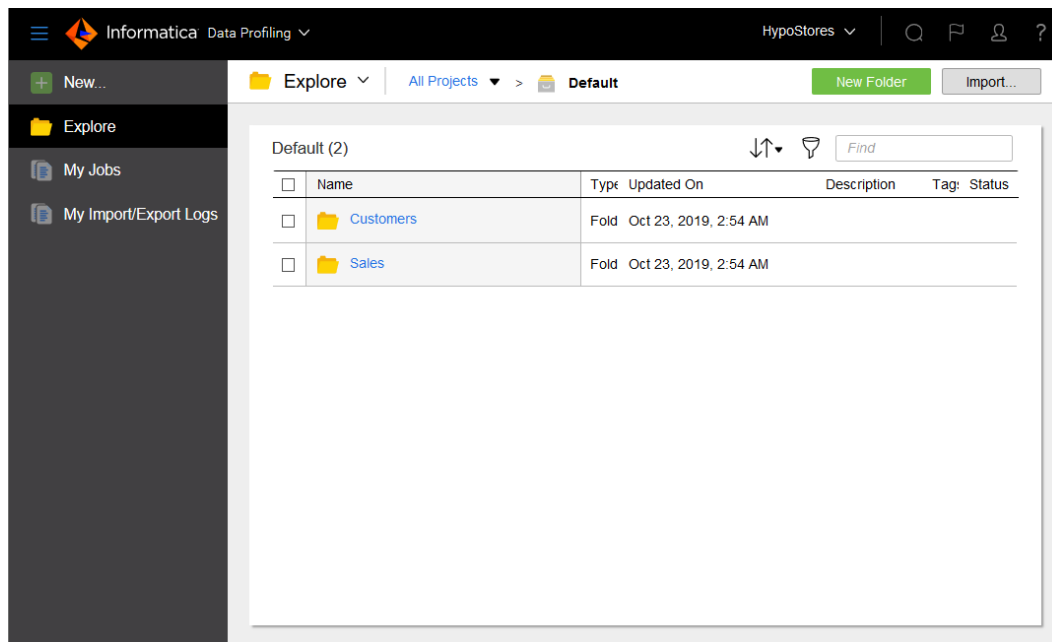 Informatica Data Profiling HypoStores ?
New... Explore All Projects > Default New Folder Import...
Explore
My Jobs
My Import/Export Logs
Default (2) Find
Name Type Updated On Description Tags Status
Customers Fold Oct 23, 2019, 2:54 AM
Sales Fold Oct 23, 2019, 2:54 AM